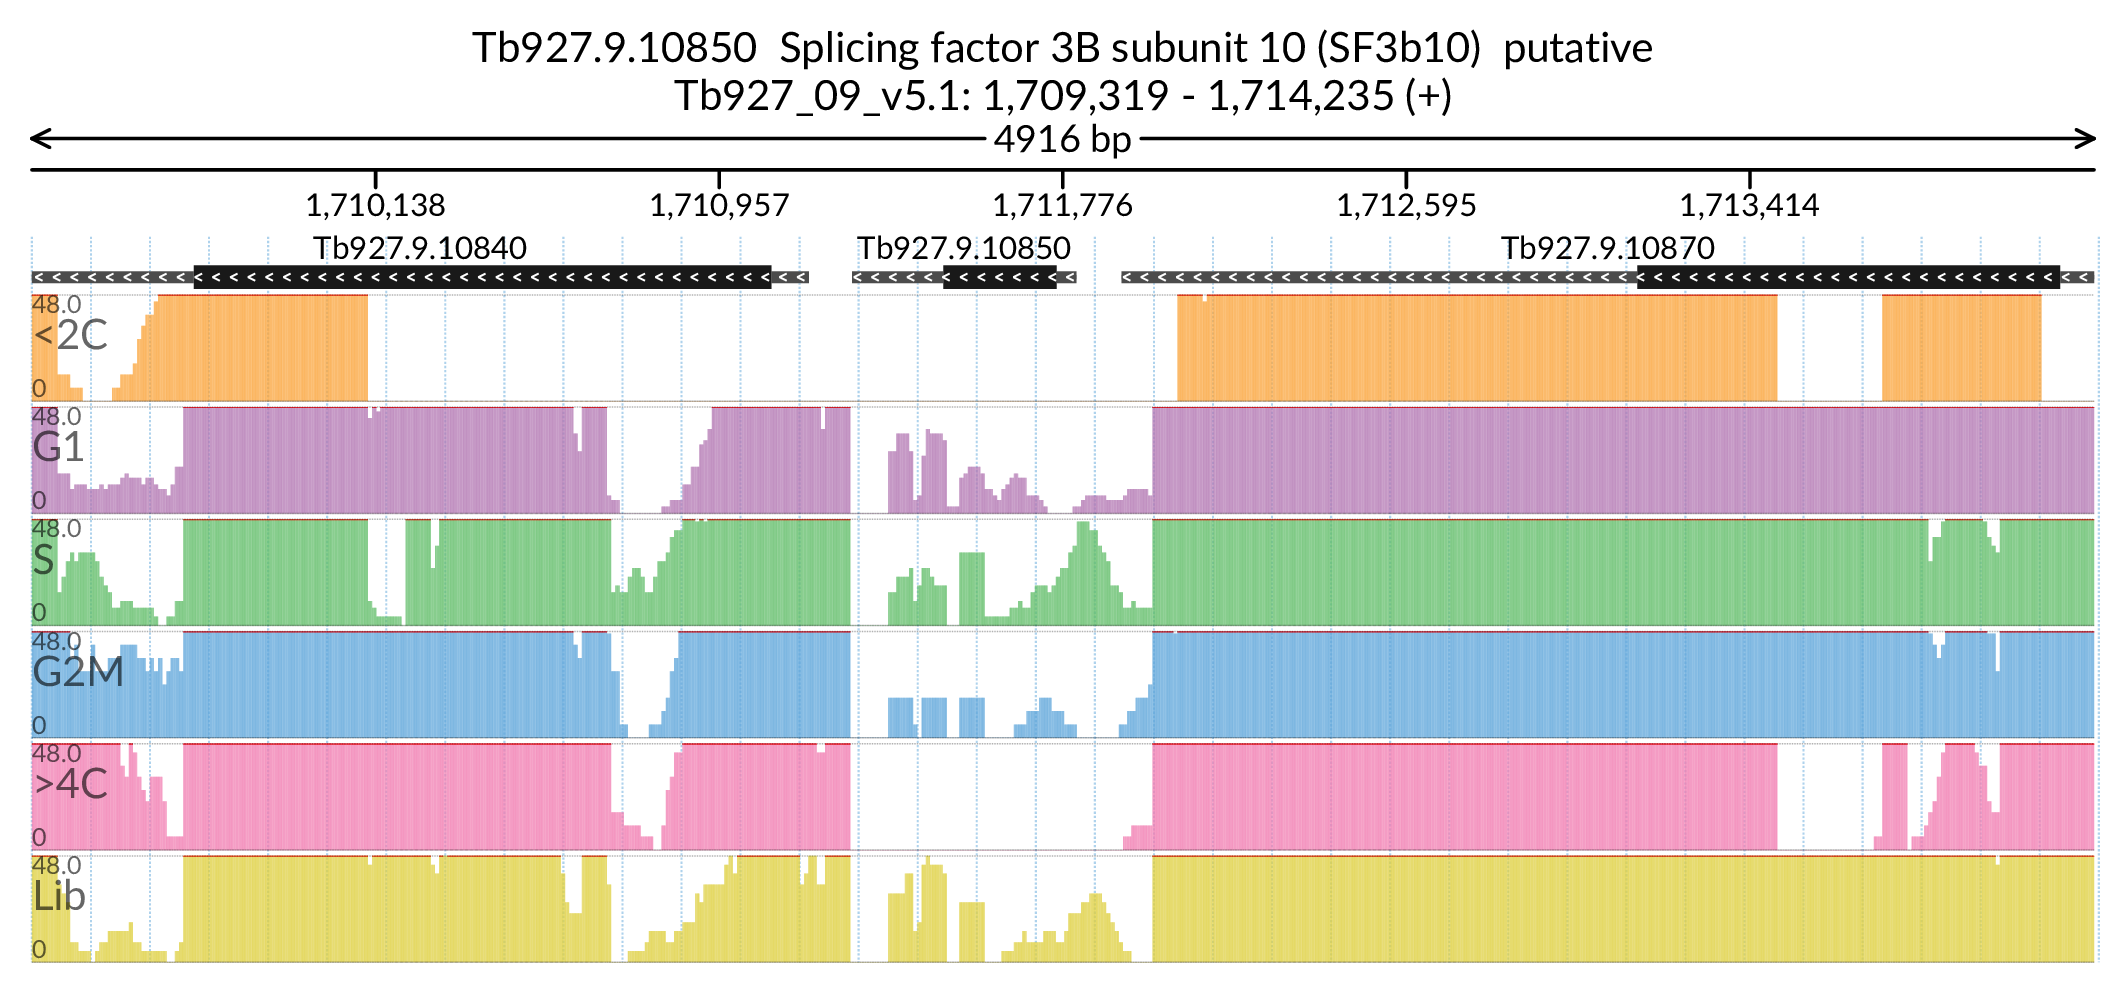 Tb927.9.10850  Splicing factor 3B subunit 10 (SF3b10)  putative
Tb927_09_v5.1: 1,709,319 - 1,714,235 (+)
4916 bp
1,710,138 1,710,957 1,711,776 1,712,595 1,713,414
Tb927.9.10840 Tb927.9.10850 Tb927.9.10870
48.0
<2C
0
48.0
G1
0
48.0
S
0
48.0
G2M
0
48.0
>4C
0
48.0
Lib
0